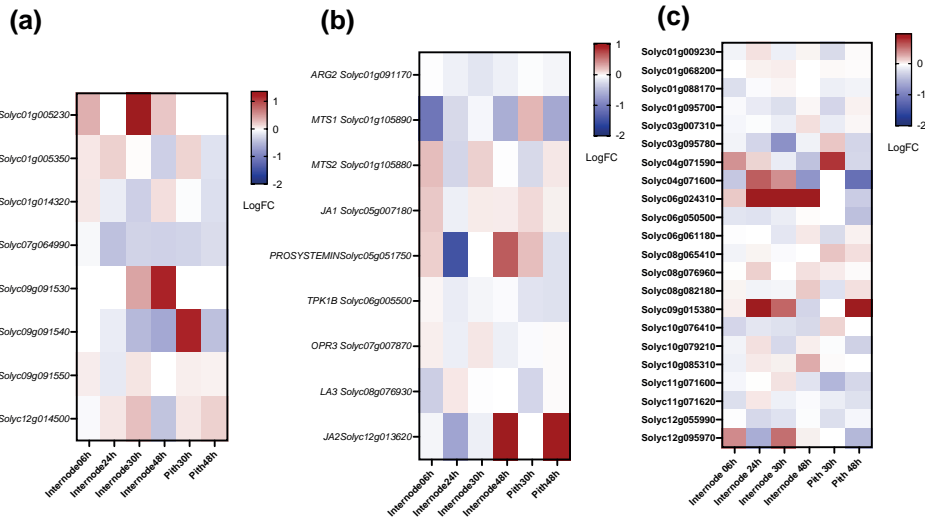 (a)
Solyc01g005230
Solyc01g005350
Solyc01g014320
Solyc07g064990
Solyc09g091530
Solyc09g091540
Solyc09g091550
Solyc12g014500
Internode06h
Internode24h
Internode30h
Internode48h
Pith30h
Pith48h
1
0
-1
-2
LogFC
(b)
ARG2 Solyc01g091170
MTS1 Solyc01g105890
MTS2 Solyc01g105880
JA1 Solyc05g007180
PROSYSTEMINSolyc05g051750
TPK1B Solyc06g005500
OPR3 Solyc07g007870
LA3 Solyc08g076930
JA2Solyc12g013620
Internode06h
Internode24h
Internode30h
Internode48h
Pith30h
Pith48h
1
0
-1
-2
LogFC
(c)
Solyc01g009230
Solyc01g068200
Solyc01g088170
Solyc01g095700
Solyc03g007310
Solyc03g095780
Solyc04g071590
Solyc04g071600
Solyc06g024310
Solyc06g050500
Solyc06g061180
Solyc08g065410
Solyc08g076960
Solyc08g082180
Solyc09g015380
Solyc10g076410
Solyc10g079210
Solyc10g085310
Solyc11g071600
Solyc11g071620
Solyc12g055990
Solyc12g095970
Internode 06h
Internode 24h
Internode 30h
Internode 48h
Pith 30h
Pith 48h
0
-1
-2
LogFC